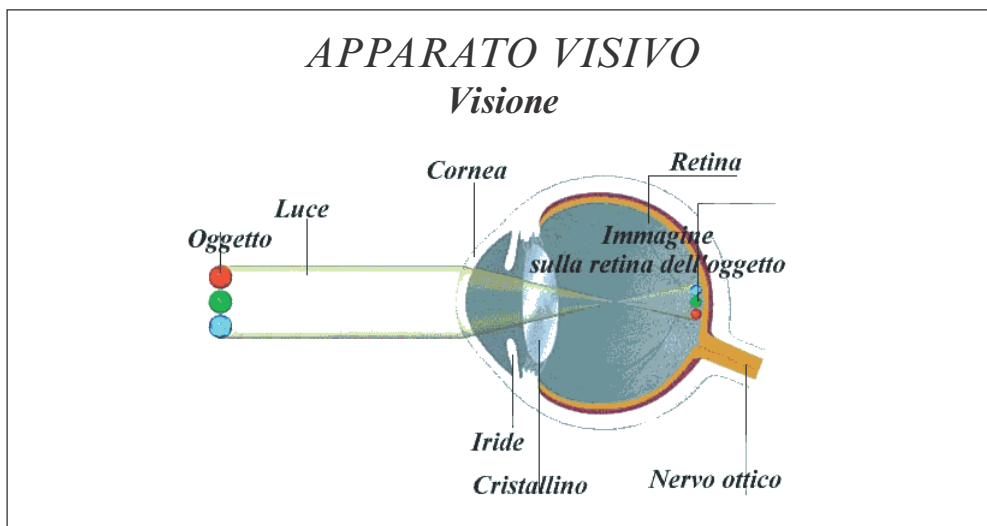 APPARATO VISIVO
Visione
Retina
Cornea
Luce
Oggetto
Immagine
sulla retina dell'oggetto
Iride
Cristallino
Nervo ottico